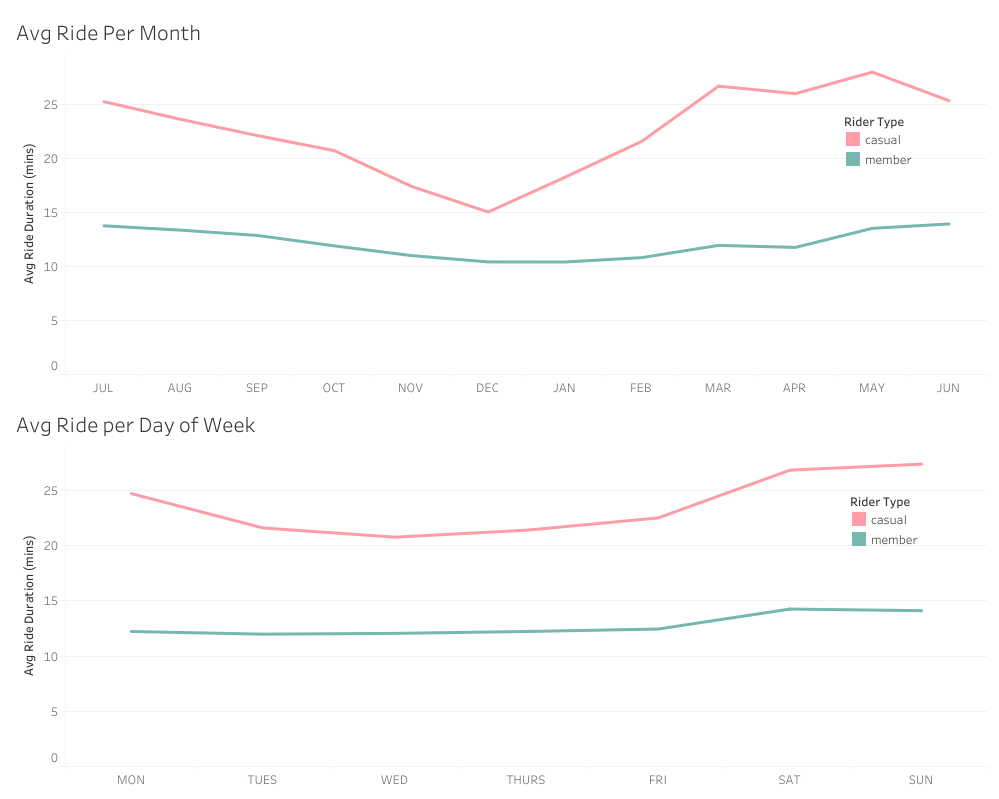 Avg Ride Per Month
Avg Ride Duration (mins)
25
20
15
10
5
0
Rider Type
casual
member
JUL AUG SEP OCT NOV DEC JAN FEB MAR APR MAY JUN
Avg Ride per Day of Week
Avg Ride Duration (mins)
25
20
15
10
5
0
Rider Type
casual
member
MON TUES WED THURS FRI SAT SUN